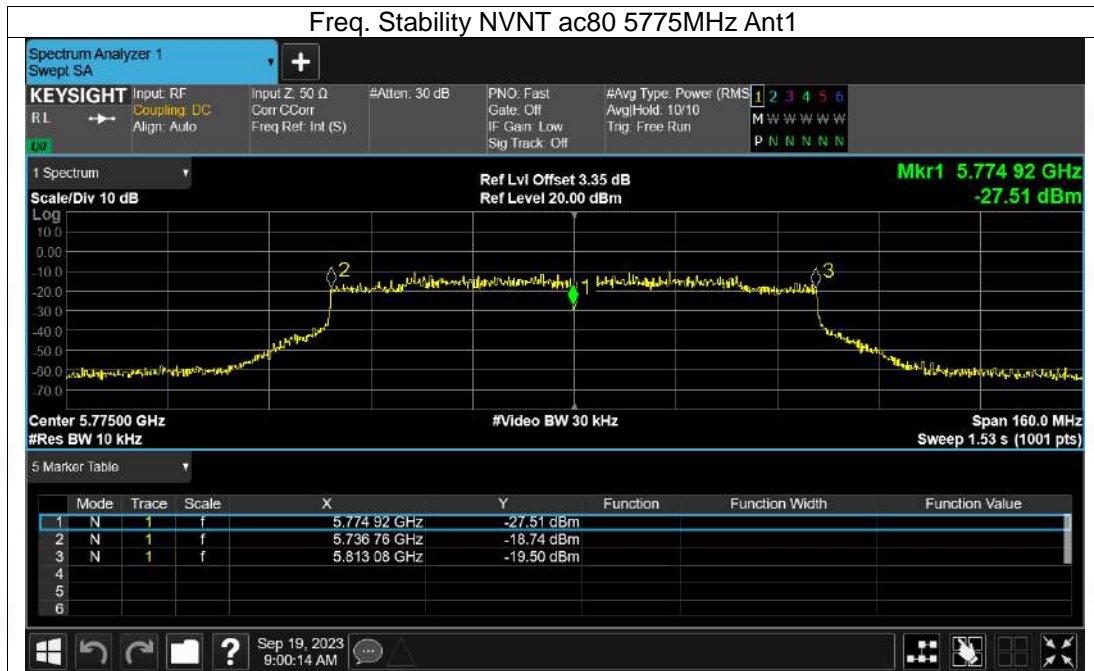 Freq. Stability NVNT ac80 5775MHz Ant1
Spectrum Analyzer 1
Swept SA
KEYSIGHT
RL
LXI
Input: RF
Coupling: DC
Align: Auto
Input Z: 50 Ω
Corr CCorr
Freq Ref: Int (S)
#Atten: 30 dB
PNO: Fast
Gate: Off
IF Gain: Low
Sig Track: Off
#Avg Type: Power (RMS
Avg|Hold: 10/10
Trig: Free Run
1 2 3 4 5 6
M W W W W W
P N N N N N
1 Spectrum
Scale/Div 10 dB
Ref Lvl Offset 3.35 dB
Ref Level 20.00 dBm
Mkr1 5.774 92 GHz
-27.51 dBm
Log
10.0
0.00
-10.0
-20.0
-30.0
-40.0
-50.0
-60.0
-70.0
2
1
3
Center 5.77500 GHz
#Video BW 30 kHz
Span 160.0 MHz
#Res BW 10 kHz
Sweep 1.53 s (1001 pts)
5 Marker Table
Mode Trace Scale X Y Function Function Width Function Value
1 N 1 f 5.774 92 GHz -27.51 dBm
2 N 1 f 5.736 76 GHz -18.74 dBm
3 N 1 f 5.813 08 GHz -19.50 dBm
4
5
6
?
Sep 19, 2023
9:00:14 AM